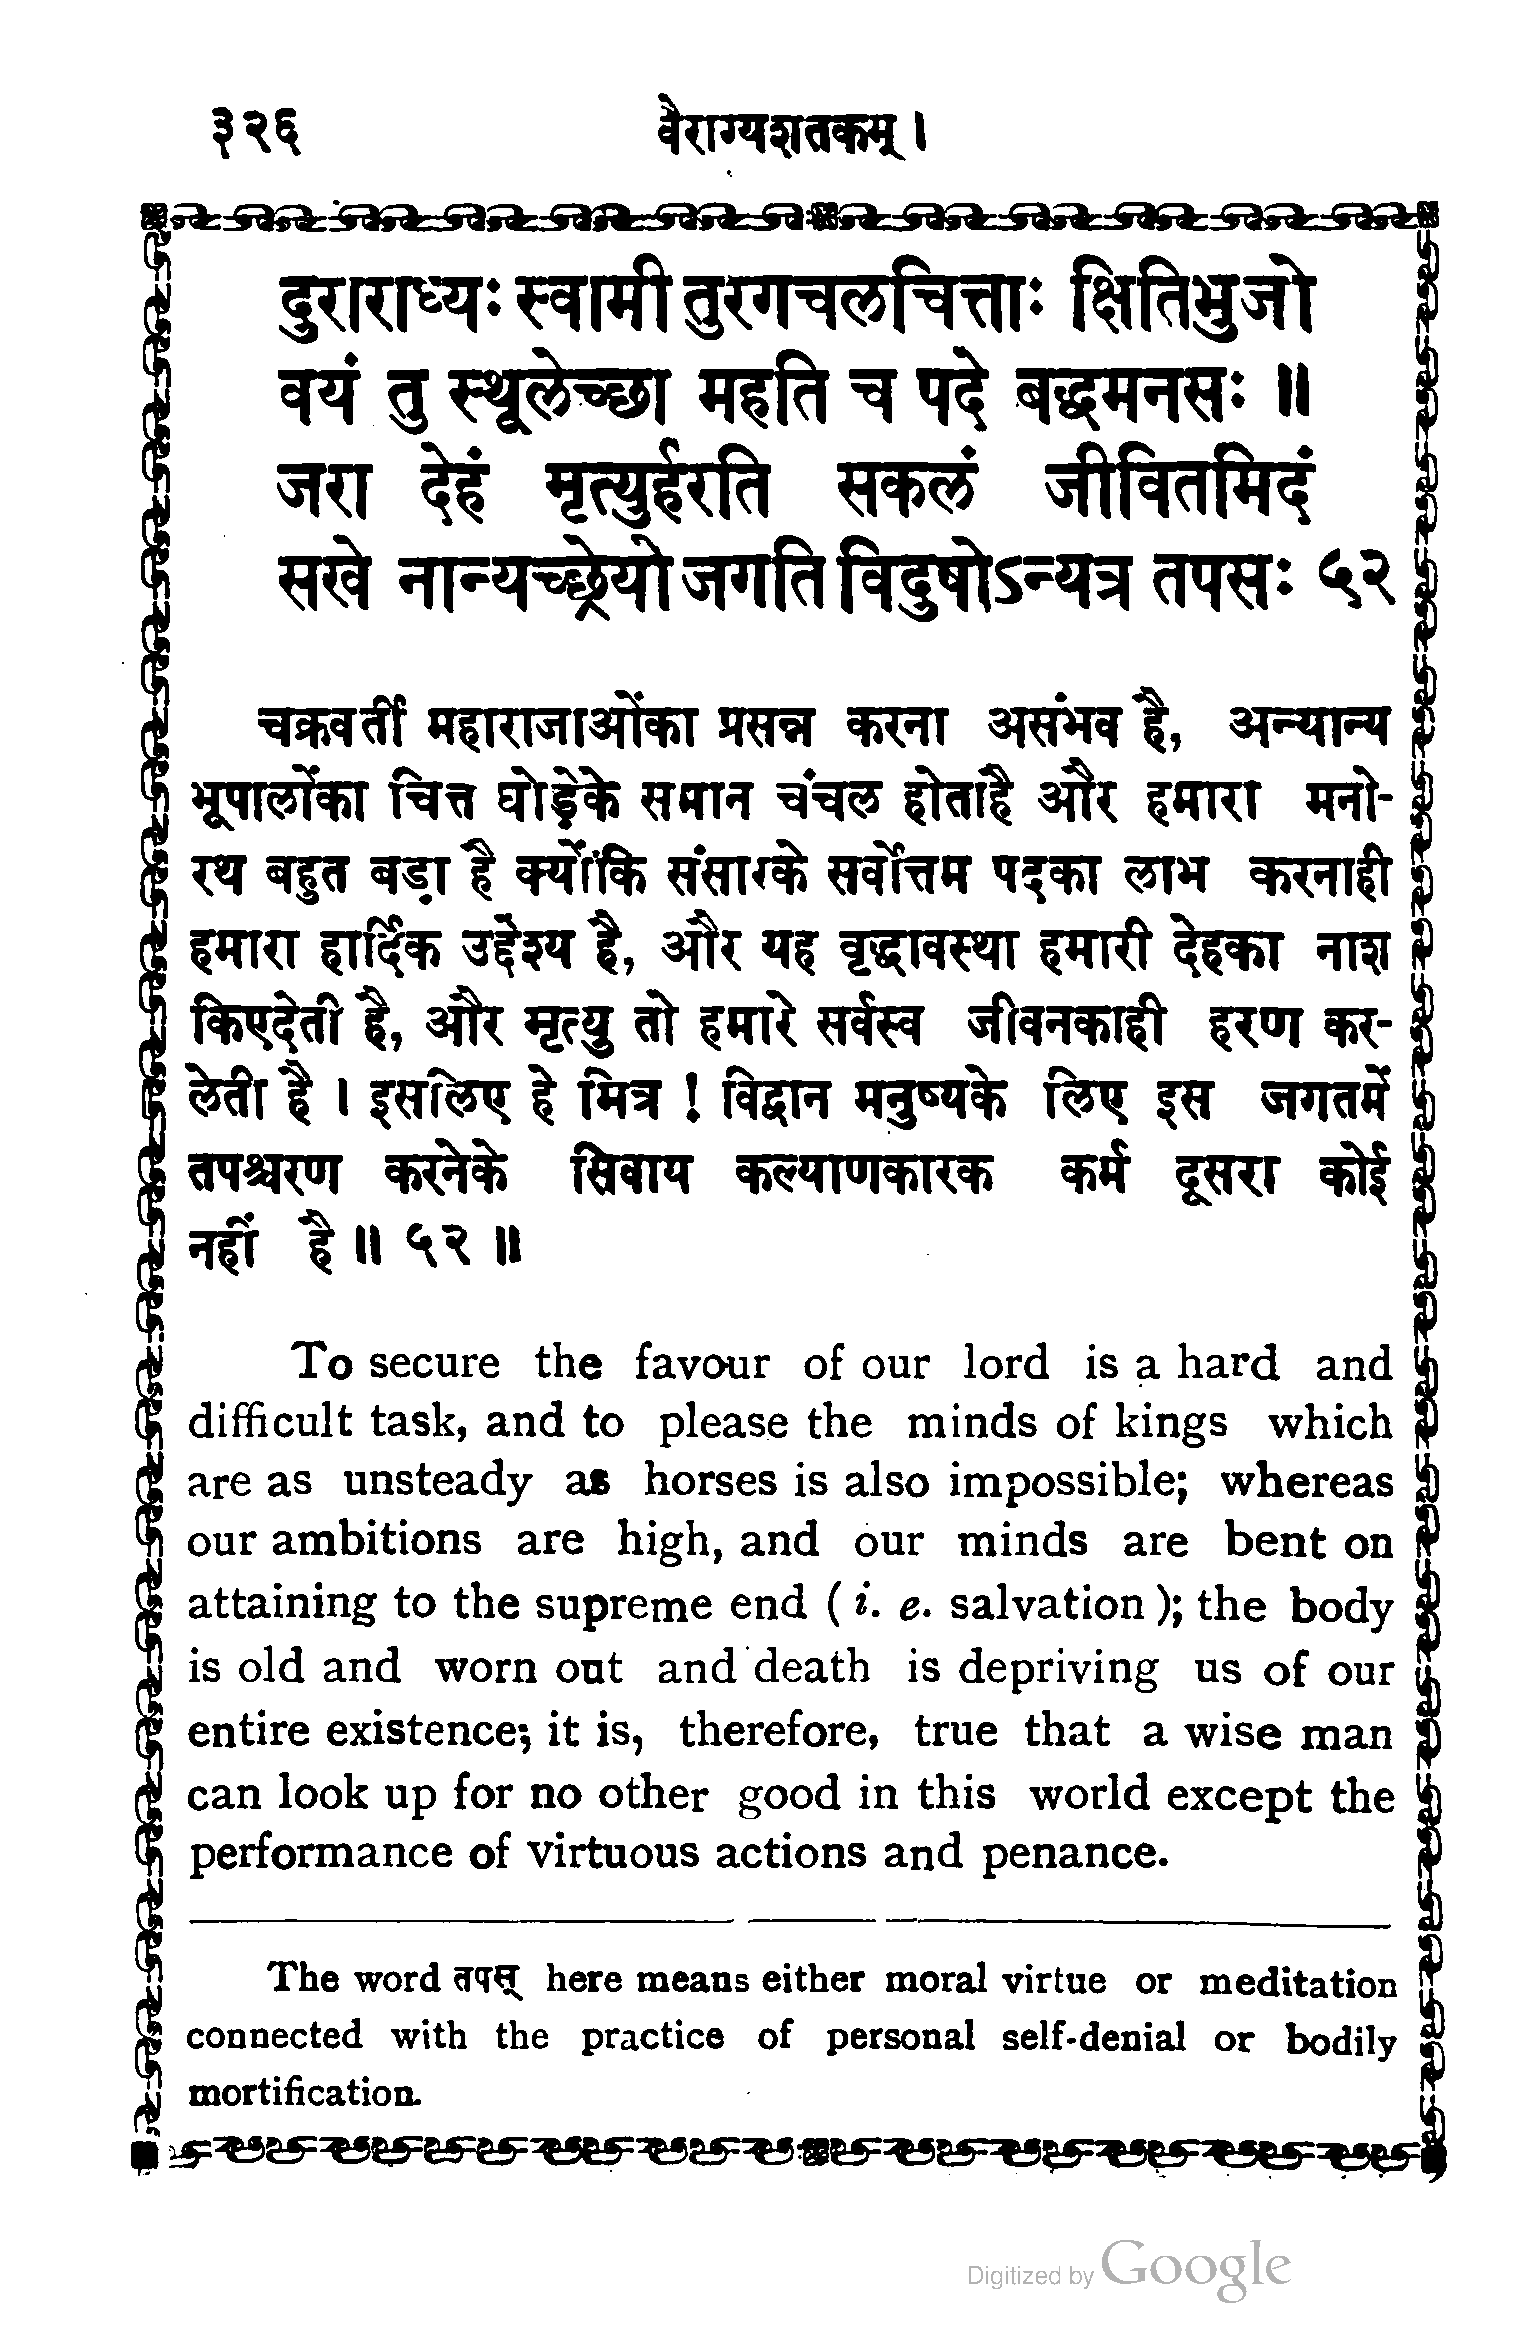 ३२६ वैराग्यशतकम् ।
दुराराध्यः स्वामी तुरगचलचित्ताः क्षितिभुजो
वयं तु स्थूलेच्छा महति च पदे बद्धमनसः ॥
जरा देहं मृत्युर्हरति सकलं जीवितमिदं
सखे नान्यच्छ्रेयो जगति विदुषोऽन्यत्र तपसः ५२
चक्रवर्ती महाराजाओंका प्रसन्न करना असंभव है, अन्यान्य
भूपालोंका चित्त घोड़ेके समान चंचल होताहै और हमारा मनो-
रथ बहुत बड़ा है क्योंकि संसारके सर्वोत्तम पदका लाभ करनाही
हमारा हार्दिक उद्देश्य है, और यह वृद्धावस्था हमारी देहका नाश
किएदेती है, और मृत्यु तो हमारे सर्वस्व जीवनकाही हरण कर-
लेती है । इसलिए हे मित्र ! विद्वान मनुष्यके लिए इस जगतमें
तपश्चरण करनेके सिवाय कल्याणकारक कर्म दूसरा कोई
नहीं है ॥ ५२ ॥
To secure the favour of our lord is a hard and
difficult task, and to please the minds of kings which
are as unsteady as horses is also impossible; whereas
our ambitions are high, and our minds are bent on
attaining to the supreme end ( i. e. salvation ); the body
is old and worn out and death is depriving us of our
entire existence; it is, therefore, true that a wise man
can look up for no other good in this world except the
performance of virtuous actions and penance.
The word तपस् here means either moral virtue or meditation
connected with the practice of personal self-denial or bodily
mortification.
Digitized by Google